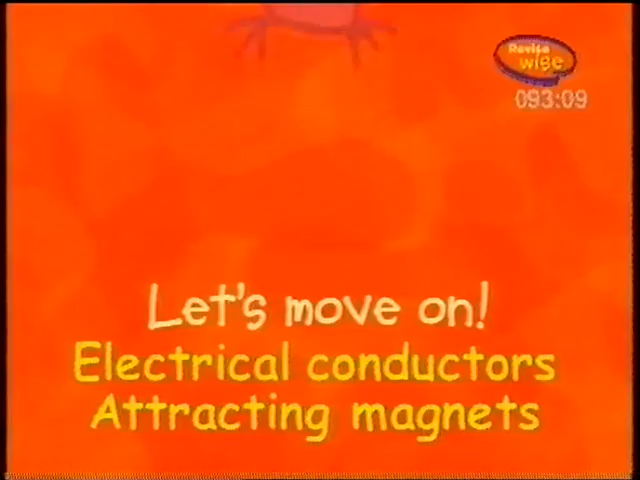 Revise
wise
093:09
Let's move on!
Electrical conductors
Attracting magnets